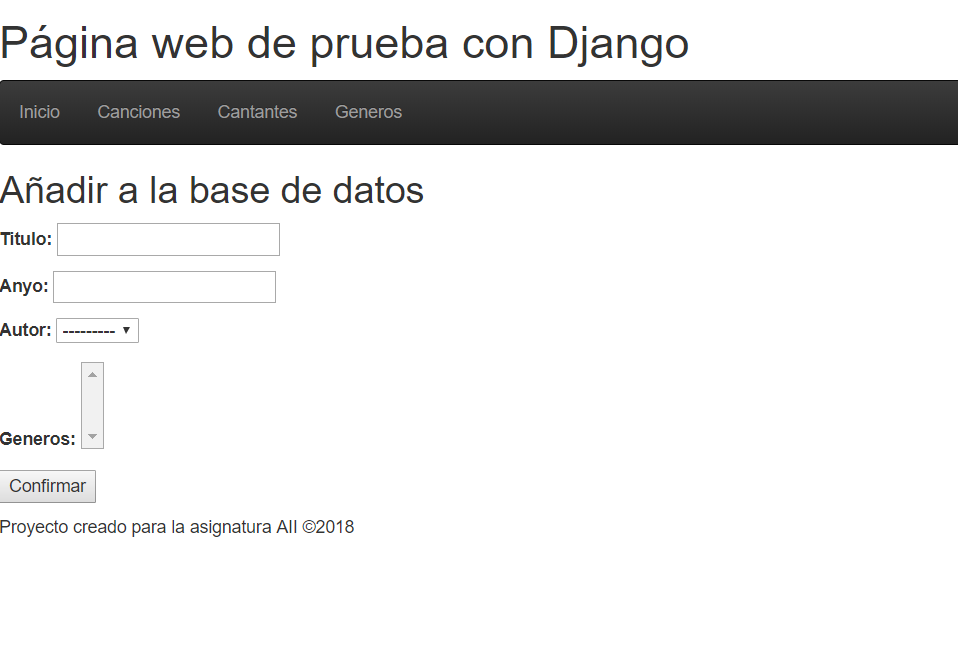 Página web de prueba con Django
Inicio Canciones Cantantes Generos
Añadir a la base de datos
Titulo:
Anyo:
Autor: ---------
Generos:
Confirmar
Proyecto creado para la asignatura AII ©2018